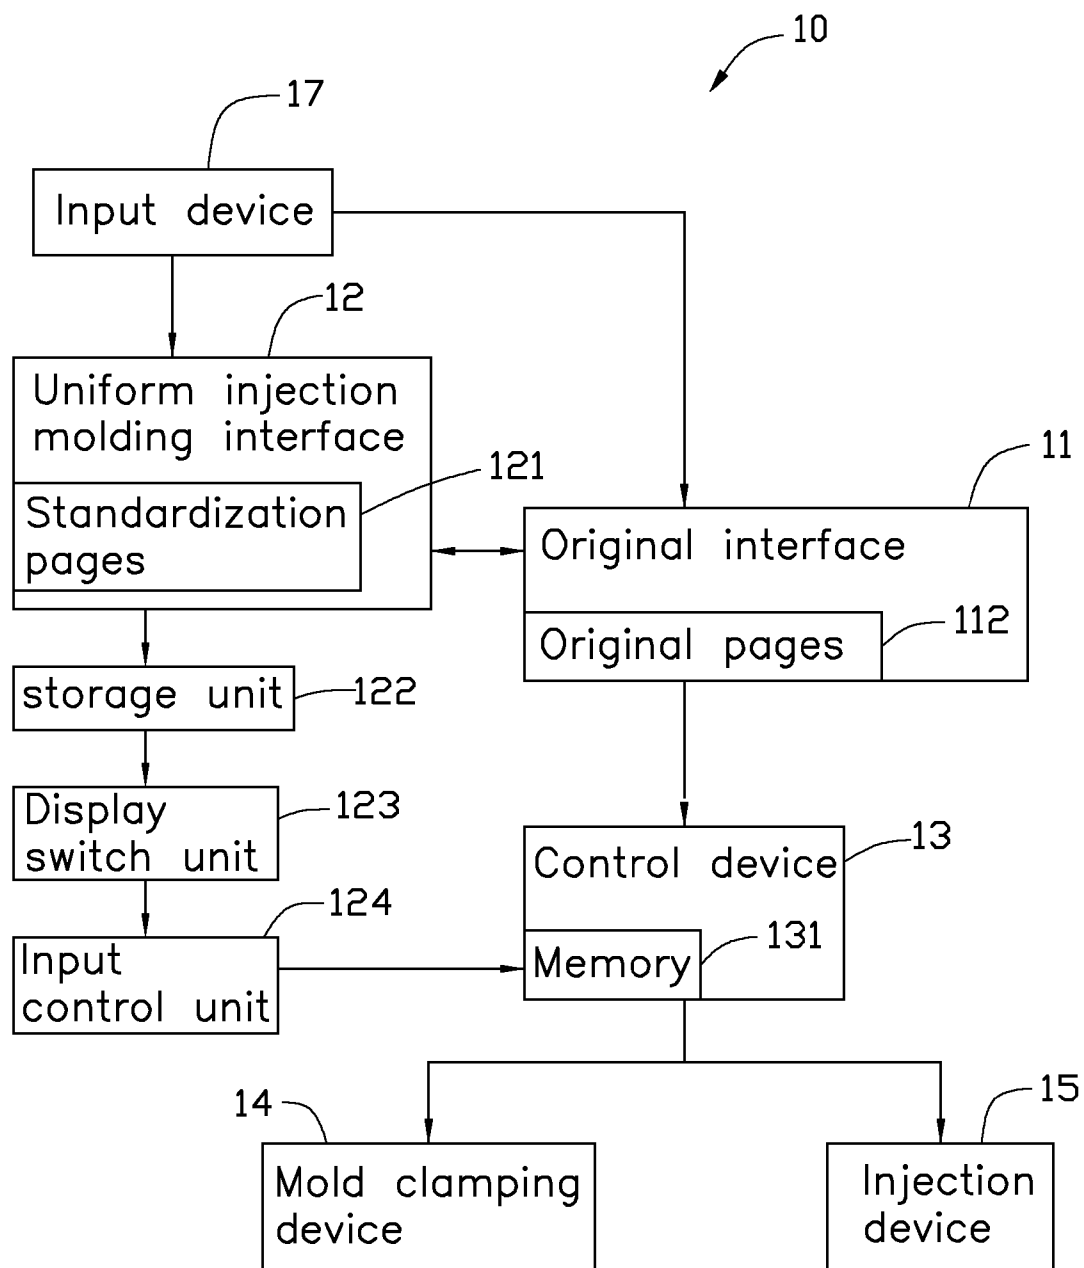 10
17
Input device
12
Uniform injection
molding interface
121
11
Standardization
pages
Original interface
112
Original pages
storage unit
122
Display
switch unit
123
13
Control device
124
131
Input
control unit
Memory
14
15
Mold clamping
device
Injection
device